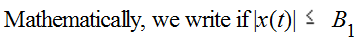 Mathematically, we write if |x(t)| ≤ B₁